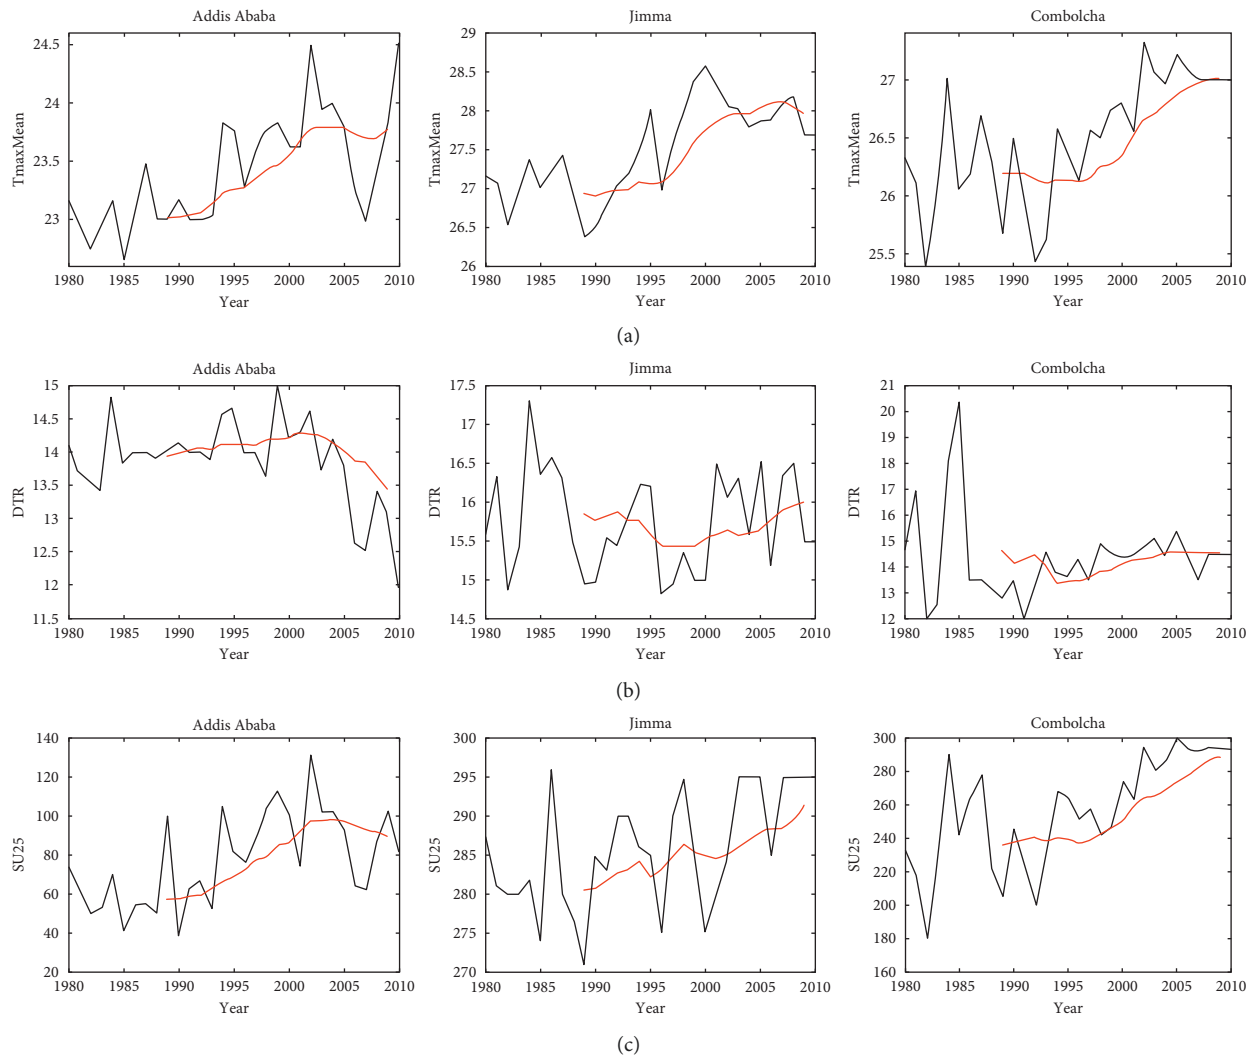 Addis Ababa
24.5
24
23.5
23
TmaxMean
1980 1985 1990 1995 2000 2005 2010
Year
Jimma
29
28.5
28
27.5
27
26.5
26
TmaxMean
1980 1985 1990 1995 2000 2005 2010
Year
Combolcha
27
26.5
26
25.5
TmaxMean
1980 1985 1990 1995 2000 2005 2010
Year
(a)
Addis Ababa
15
14.5
14
13.5
13
12.5
12
11.5
DTR
1980 1985 1990 1995 2000 2005 2010
Year
Jimma
17.5
17
16.5
16
15.5
15
14.5
DTR
1980 1985 1990 1995 2000 2005 2010
Year
Combolcha
21
20
19
18
17
16
15
14
13
12
DTR
1980 1985 1990 1995 2000 2005 2010
Year
(b)
Addis Ababa
140
120
100
80
60
40
20
SU25
1980 1985 1990 1995 2000 2005 2010
Year
Jimma
300
295
290
285
280
275
270
SU25
1980 1985 1990 1995 2000 2005 2010
Year
Combolcha
300
280
260
240
220
200
180
160
SU25
1980 1985 1990 1995 2000 2005 2010
Year
(c)